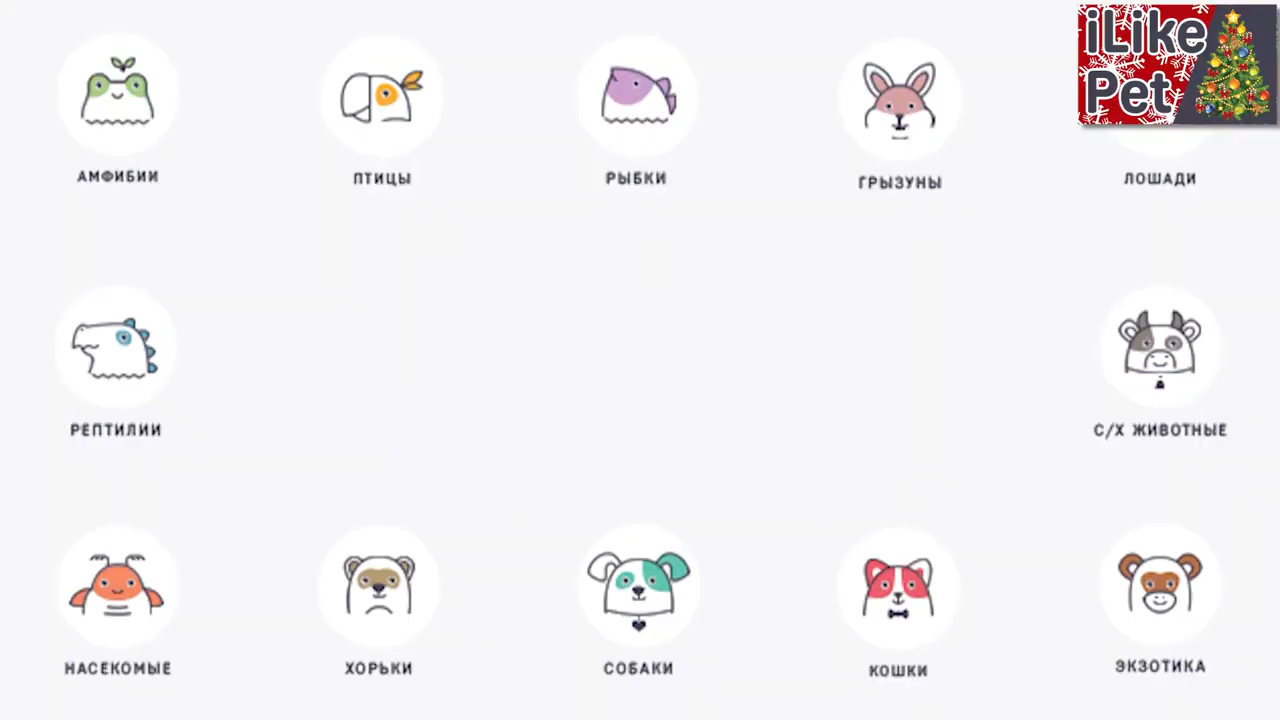 iLike
Pet
АМФИБИИ
ПТИЦЫ
РЫБКИ
ГРЫЗУНЫ
ЛОШАДИ
РЕПТИЛИИ
С/Х ЖИВОТНЫЕ
НАСЕКОМЫЕ
ХОРЬКИ
СОБАКИ
КОШКИ
ЭКЗОТИКА